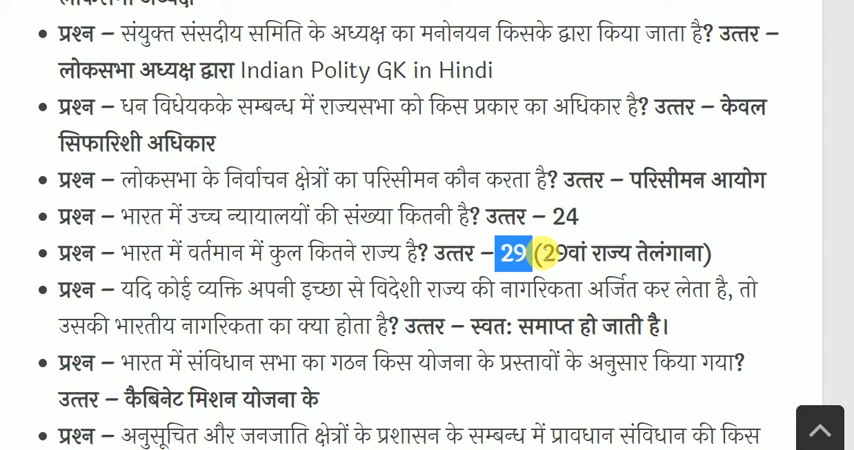 प्रश्न – संयुक्त संसदीय समिति के अध्यक्ष का मनोनयन किसके द्वारा किया जाता है? उत्तर –
लोकसभा अध्यक्ष द्वारा Indian Polity GK in Hindi
प्रश्न – धन विधेयकके सम्बन्ध में राज्यसभा को किस प्रकार का अधिकार है? उत्तर – केवल
सिफारिशी अधिकार
प्रश्न – लोकसभा के निर्वाचन क्षेत्रों का परिसीमन कौन करता है? उत्तर – परिसीमन आयोग
प्रश्न – भारत में उच्च न्यायालयों की संख्या कितनी है? उत्तर – 24
प्रश्न – भारत में वर्तमान में कुल कितने राज्य है? उत्तर – 29 (29वां राज्य तेलंगाना)
प्रश्न – यदि कोई व्यक्ति अपनी इच्छा से विदेशी राज्य की नागरिकता अर्जित कर लेता है, तो
उसकी भारतीय नागरिकता का क्या होता है? उत्तर – स्वत: समाप्त हो जाती है।
प्रश्न – भारत में संविधान सभा का गठन किस योजना के प्रस्तावों के अनुसार किया गया?
उत्तर – कैबिनेट मिशन योजना के
प्रश्न – अनुसूचित और जनजाति क्षेत्रों के प्रशासन के सम्बन्ध में प्रावधान संविधान की किस